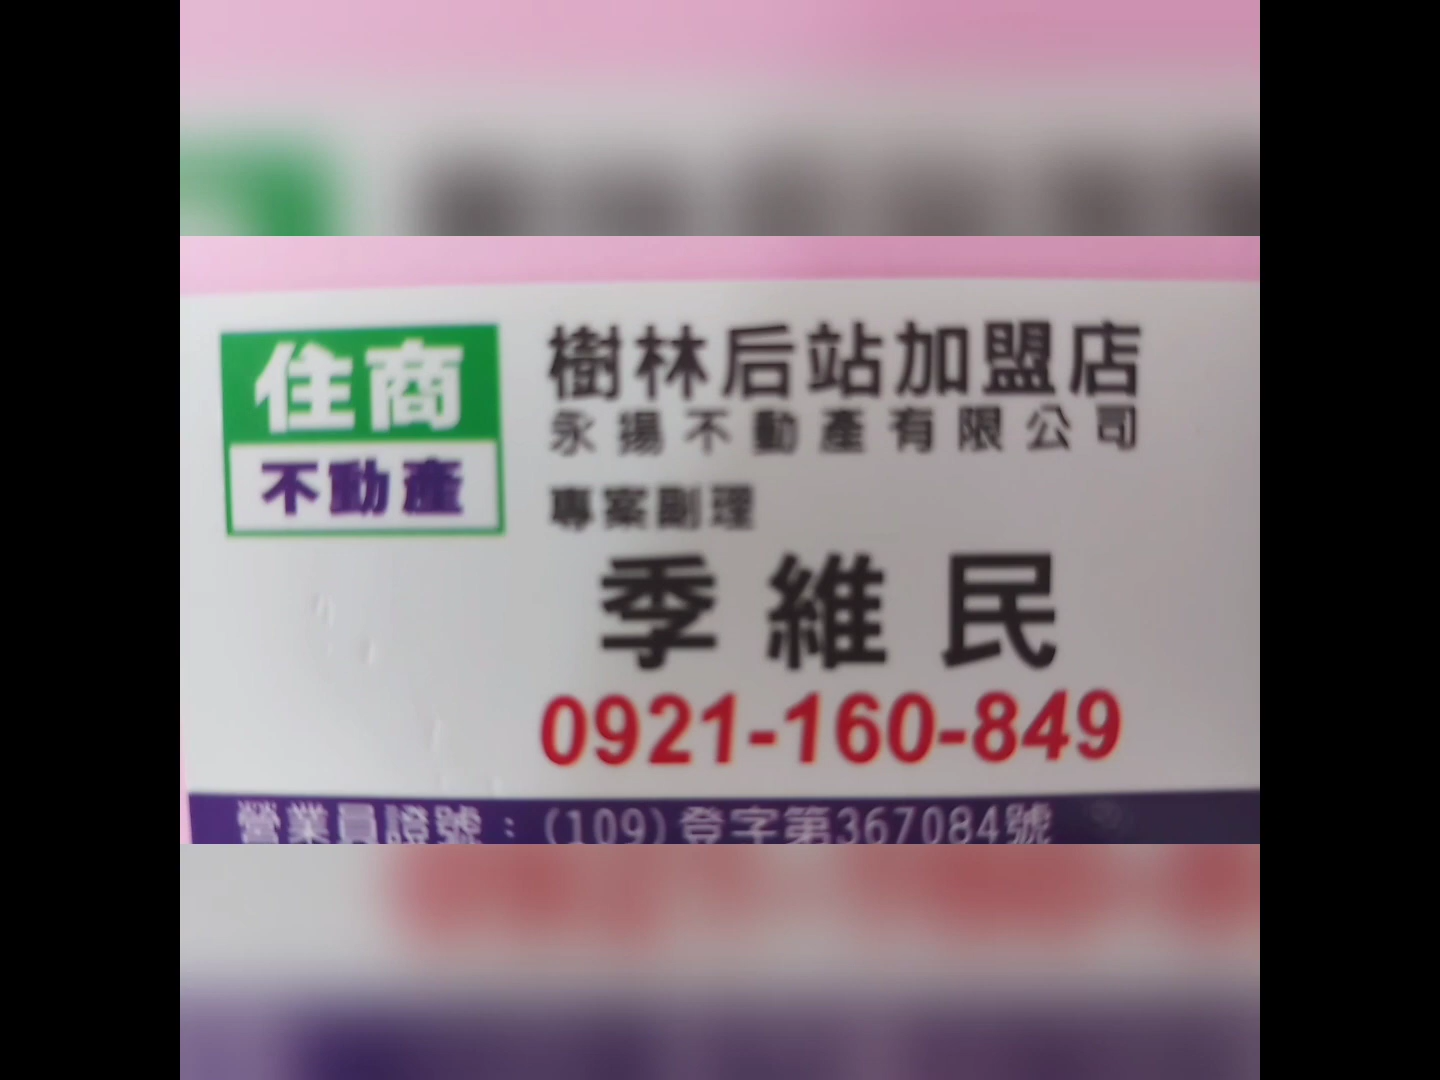 住商
不動產
樹林后站加盟店
永揚不動產有限公司
專案副理
季維民
0921-160-849
營業員證號：(109)登字第367084號